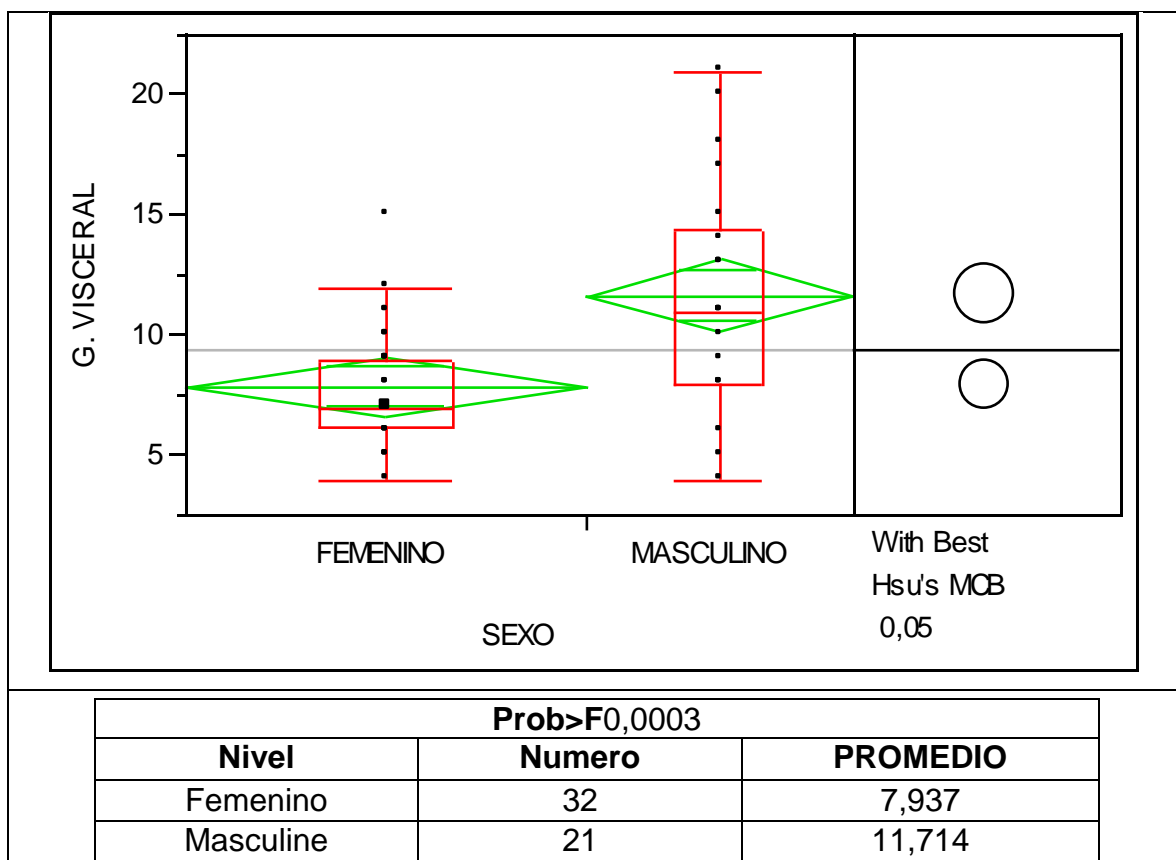 G. VISCERAL
20
15
10
5
FEMENINO MASCULINO
SEXO
With Best
Hsu's MCB
0,05
Prob>F0,0003
Nivel Numero PROMEDIO
Femenino 32 7,937
Masculine 21 11,714